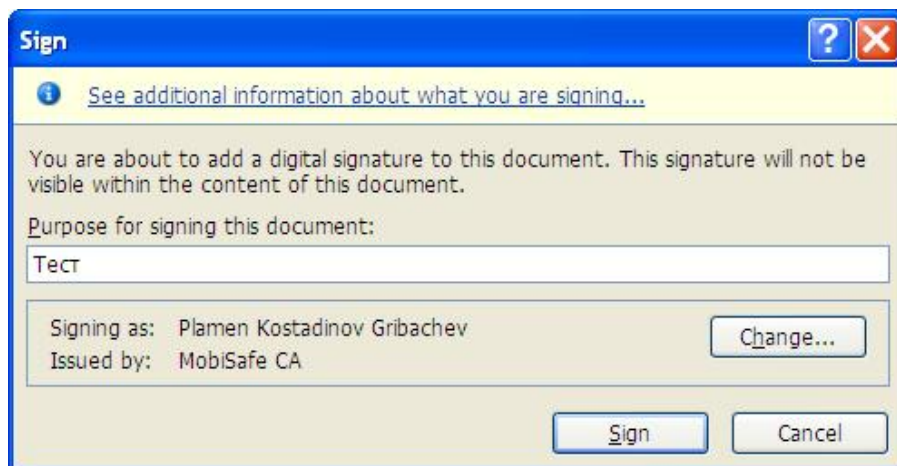 Sign
See additional information about what you are signing...
You are about to add a digital signature to this document. This signature will not be
visible within the content of this document.
Purpose for signing this document:
Тест
Signing as: Plamen Kostadinov Gribachev
Change...
Issued by: MobiSafe CA
Sign Cancel